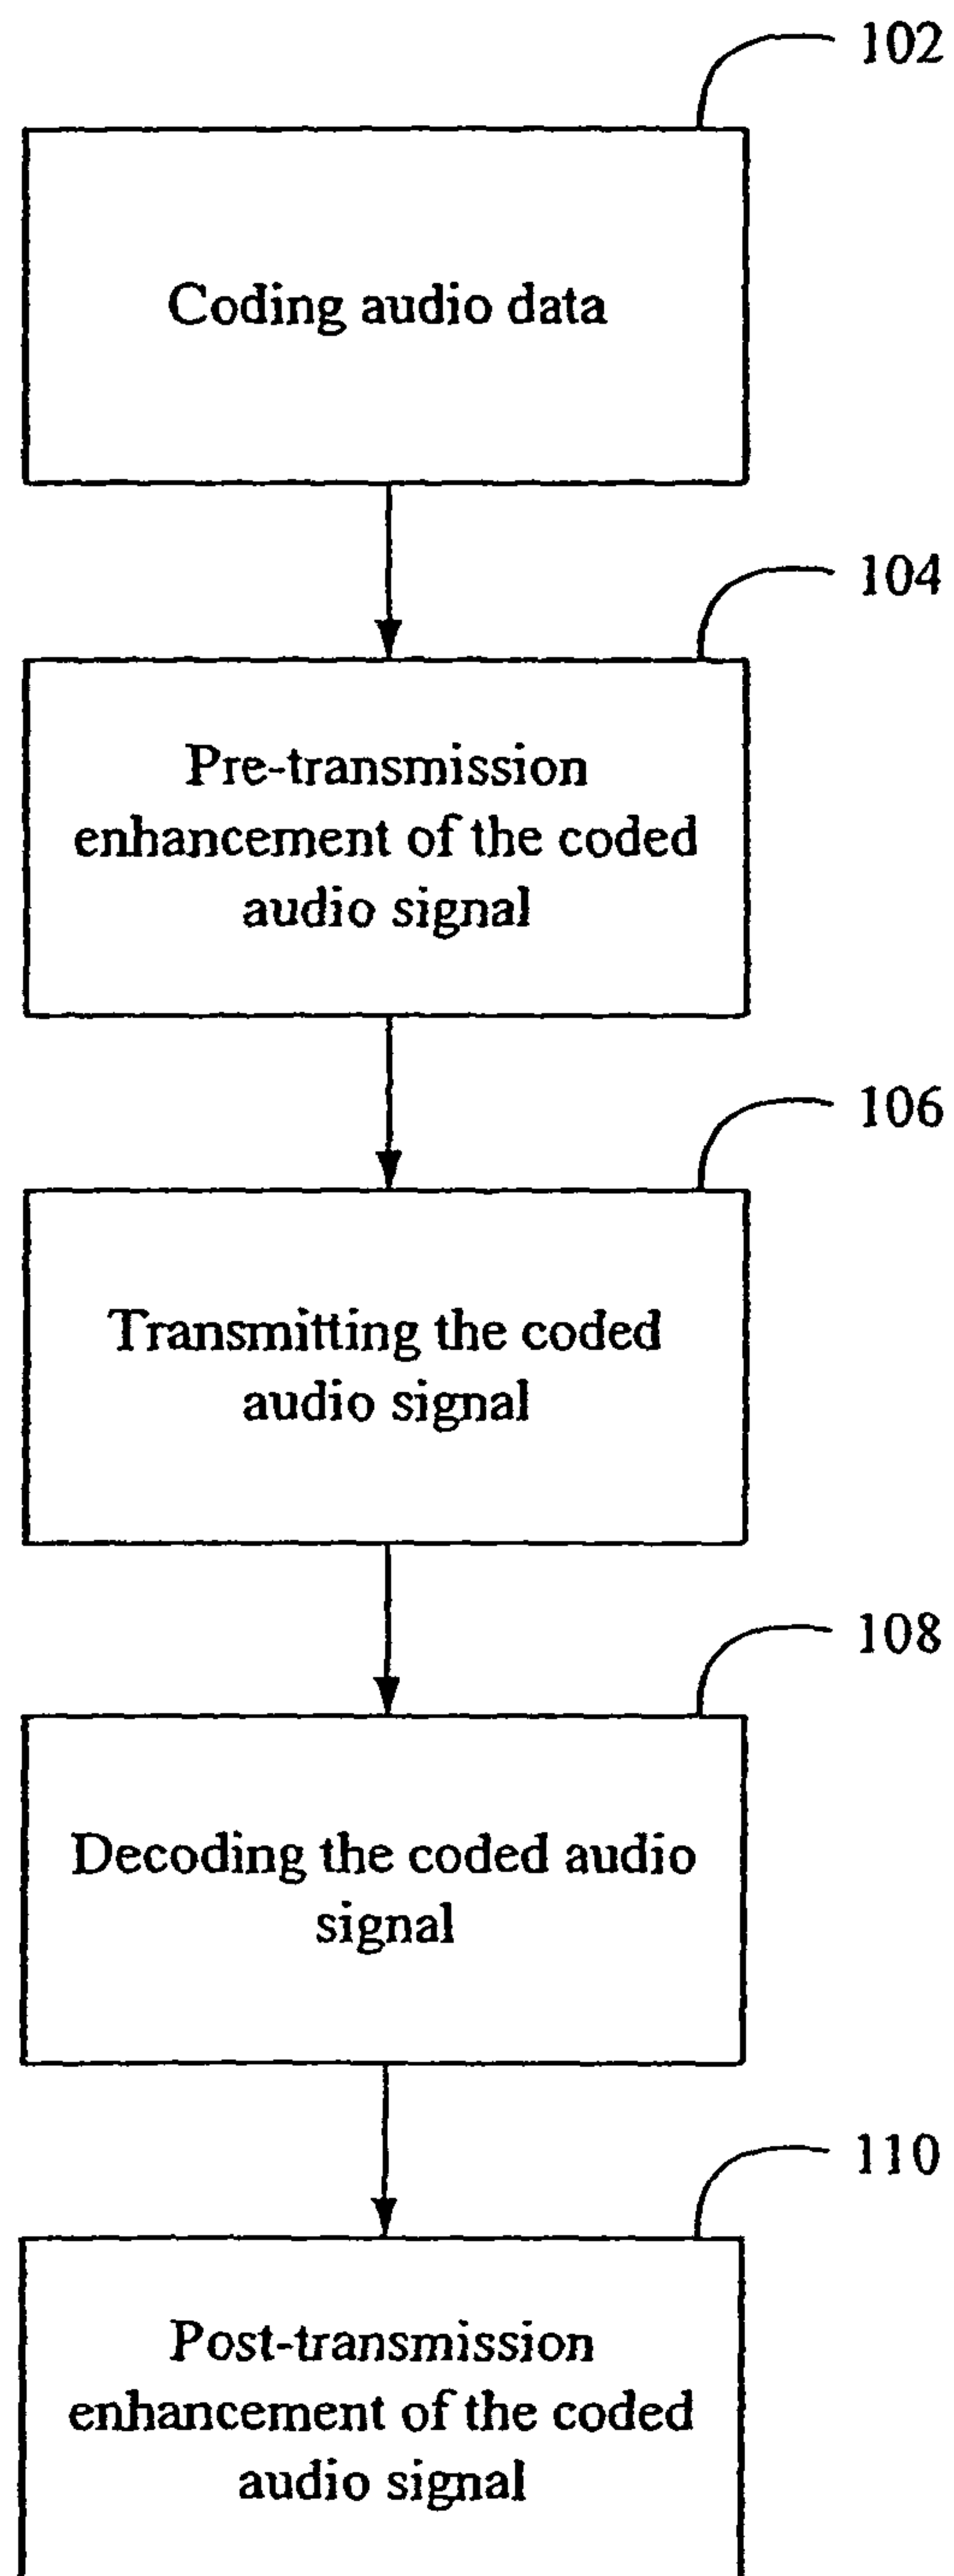 102
Coding audio data
104
Pre-transmission
enhancement of the coded
audio signal
106
Transmitting the coded
audio signal
108
Decoding the coded audio
signal
110
Post-transmission
enhancement of the coded
audio signal